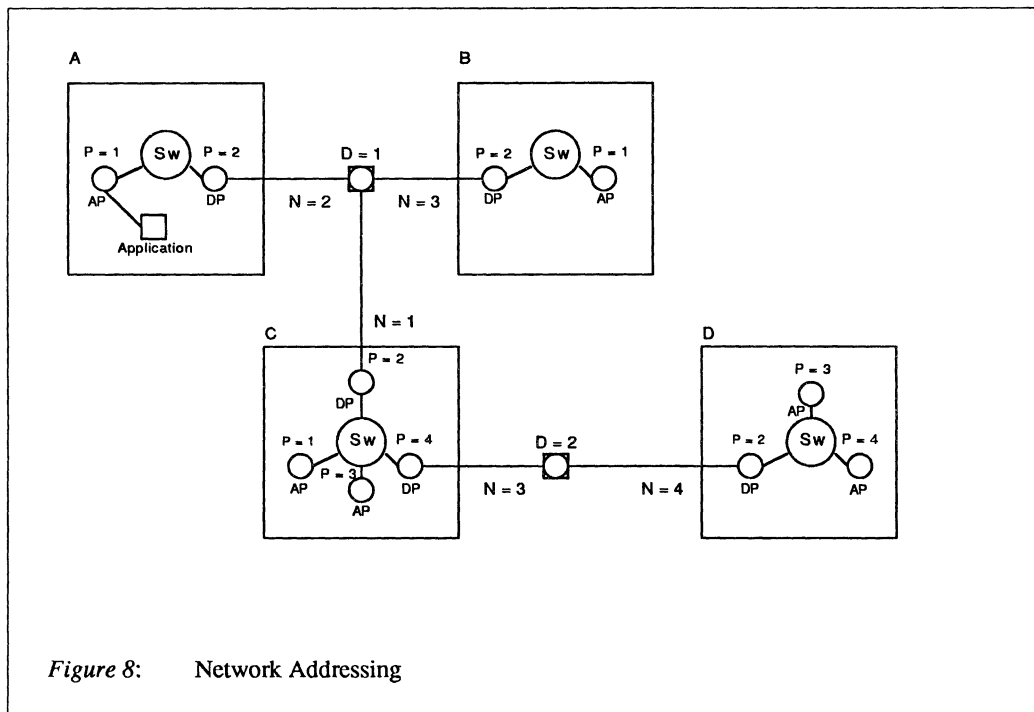 A
B
P = 1
Sw
P = 2
AP
DP
Application
D = 1
N = 2
N = 3
P = 2
Sw
P = 1
DP
AP
N = 1
C
D
P = 2
DP
P = 1
Sw
P = 4
P = 3
AP
DP
AP
D = 2
N = 3
N = 4
P = 3
AP
P = 2
Sw
P = 4
DP
AP
Figure 8: Network Addressing